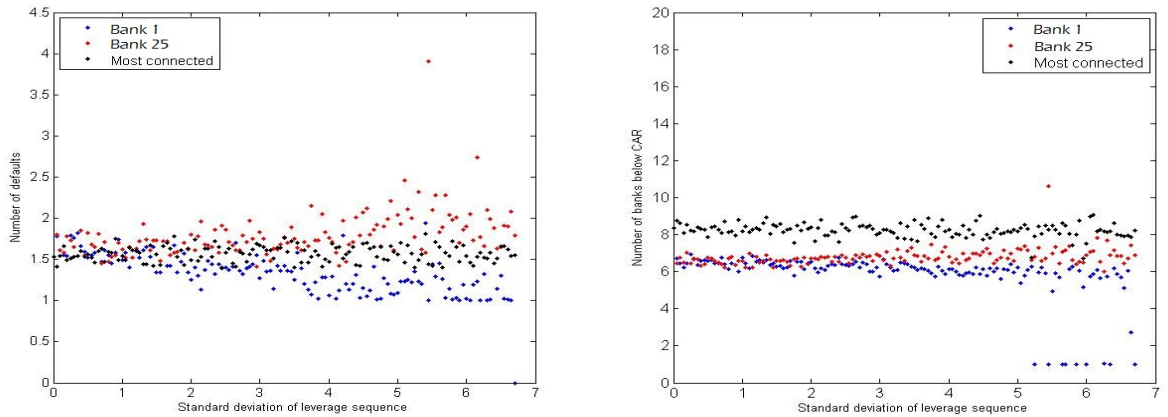 4.5
4
3.5
3
2.5
2
1.5
1
0.5
0
Number of defaults
Bank 1
Bank 25
Most connected
0 1 2 3 4 5 6 7
Standard deviation of leverage sequence
20
18
16
14
12
10
8
6
4
2
0
Number of banks below CAR
Bank 1
Bank 25
Most connected
0 1 2 3 4 5 6 7
Standard deviation of leverage sequence